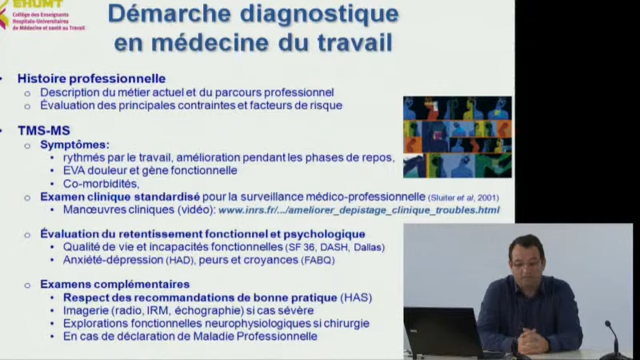 EHUMT
Collège des Enseignants
Hospitalo-Universitaires
de Médecine et santé au Travail
Démarche diagnostique
en médecine du travail
• Histoire professionnelle
o Description du métier actuel et du parcours professionnel
o Évaluation des principales contraintes et facteurs de risque
• TMS-MS
o Symptômes:
• rythmés par le travail, amélioration pendant les phases de repos,
• EVA douleur et gène fonctionnelle
• Co-morbidités,
o Examen clinique standardisé pour la surveillance médico-professionnelle (Sluiter et al, 2001)
• Manœuvres cliniques (vidéo): www.inrs.fr/.../ameliorer_depistage_clinique_troubles.html
o Évaluation du retentissement fonctionnel et psychologique
• Qualité de vie et incapacités fonctionnelles (SF 36, DASH, Dallas)
• Anxiété-dépression (HAD), peurs et croyances (FABQ)
o Examens complémentaires
• Respect des recommandations de bonne pratique (HAS)
• Imagerie (radio, IRM, échographie) si cas sévère
• Explorations fonctionnelles neurophysiologiques si chirurgie
• En cas de déclaration de Maladie Professionnelle